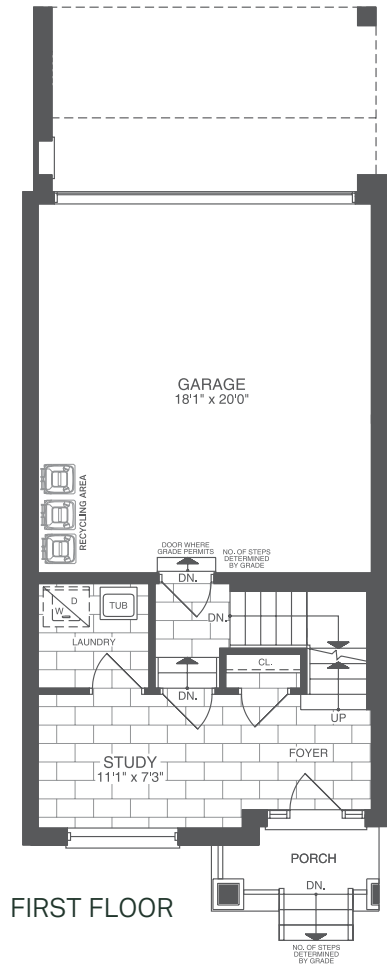 GARAGE
18'1" x 20'0"
RECYCLING AREA
DOOR WHERE
GRADE PERMITS
NO. OF STEPS
DETERMINED
BY GRADE
DN.
D
W
TUB
DN.
LAUNDRY
CL.
DN.
UP
STUDY
11'1" x 7'3"
FOYER
PORCH
DN.
FIRST FLOOR
NO. OF STEPS
DETERMINED
BY GRADE